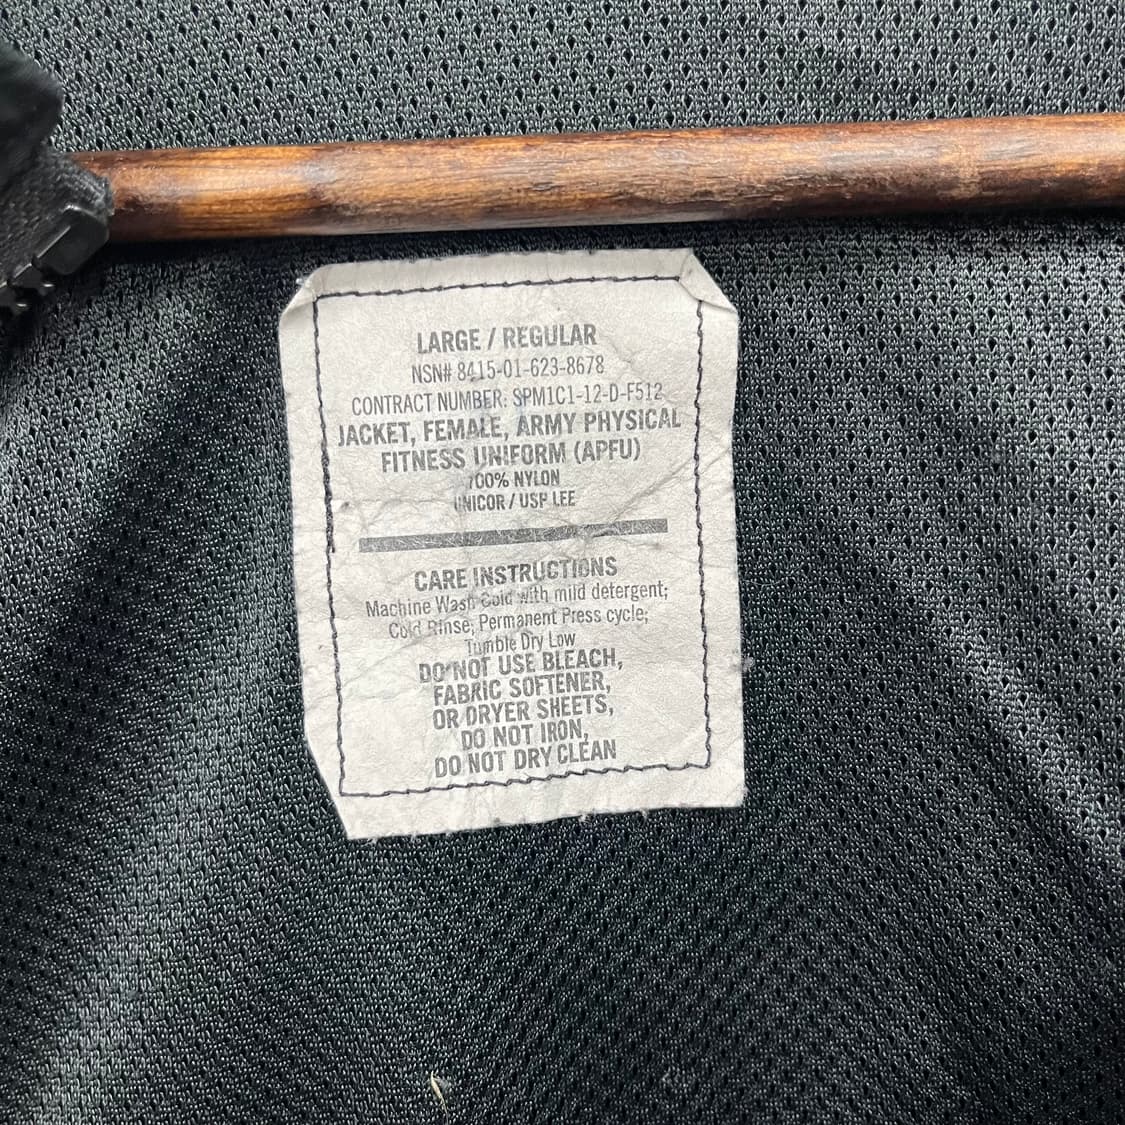 LARGE / REGULAR
NSN# 8415-01-623-8678
CONTRACT NUMBER: SPM1C1-12-D-F512
JACKET, FEMALE, ARMY PHYSICAL
FITNESS UNIFORM (APFU)
100% NYLON
UNICOR / USP LEE
CARE INSTRUCTIONS
Machine Wash Cold with mild detergent;
Cold Rinse; Permanent Press cycle;
Tumble Dry Low
DO NOT USE BLEACH,
FABRIC SOFTENER,
OR DRYER SHEETS,
DO NOT IRON,
DO NOT DRY CLEAN